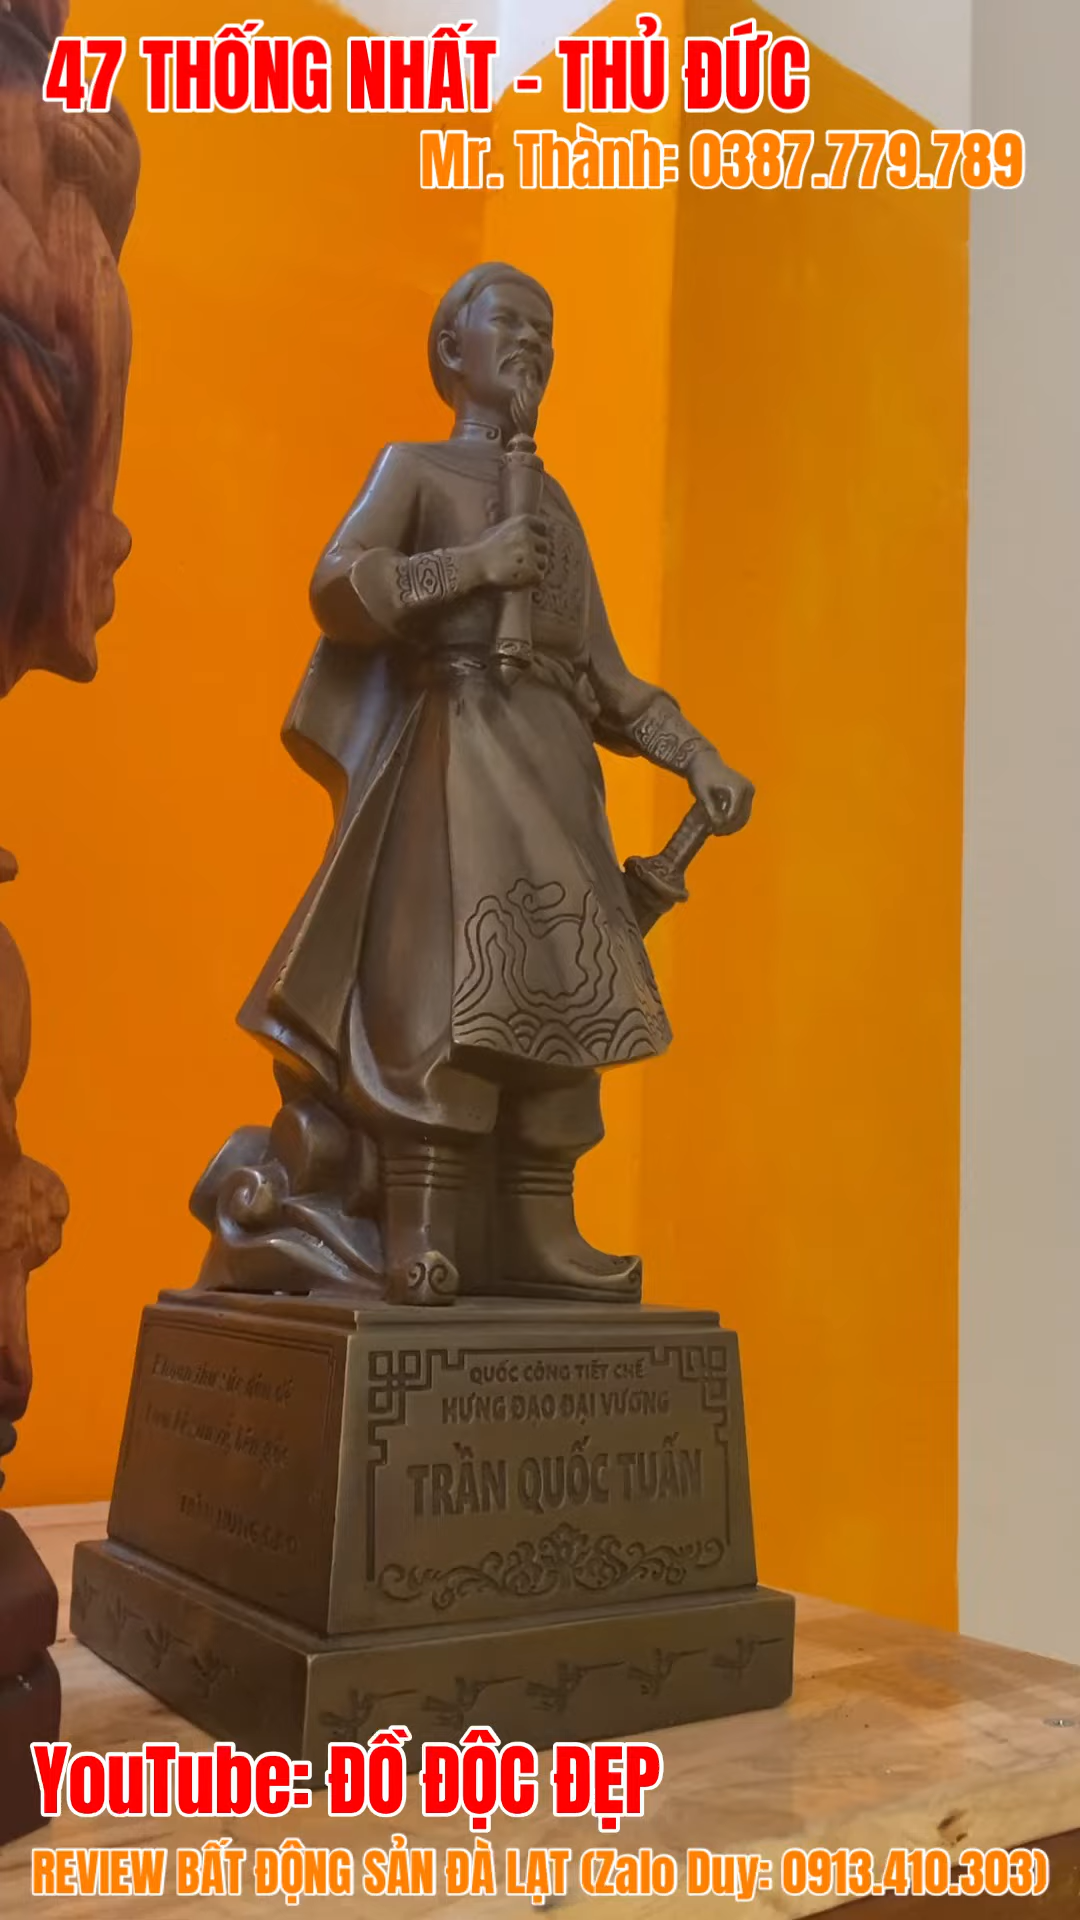 47 THỐNG NHẤT - THỦ ĐỨC
Mr. Thành: 0387.779.789
QUỐC CÔNG TIẾT CHẾ
HƯNG ĐẠO ĐẠI VƯƠNG
TRẦN QUỐC TUẤN
YouTube: ĐỒ ĐỘC ĐẸP
REVIEW BẤT ĐỘNG SẢN ĐÀ LẠT (Zalo Duy: 0913.410.303)